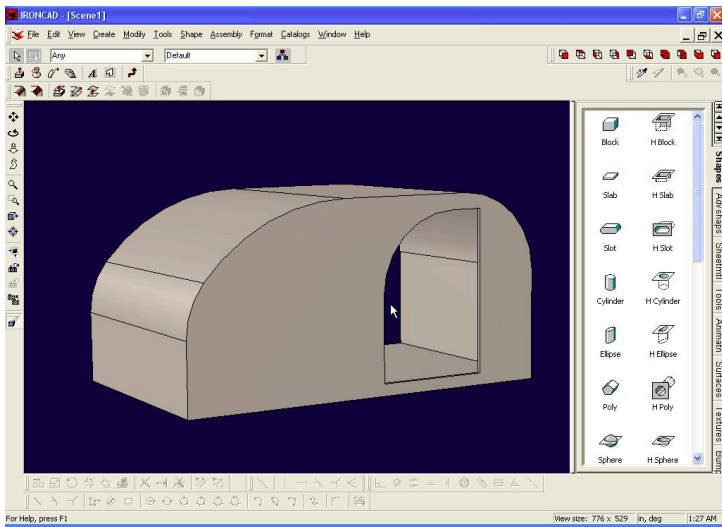 IRONCAD - [Scene1]
File Edit View Create Modify Tools Shape Assembly Format Catalogs Window Help
Any Default
Block H Block
Slab H Slab
Slot H Slot
Cylinder H Cylinder
Ellipse H Ellipse
Poly H Poly
Sphere H Sphere
Shapes
Adv shaps
Sheetmtl
Tools
Animatn
Surfaces
Textures
Bump
For Help, press F1
View size: 776 x 529 in, deg 1:27 AM